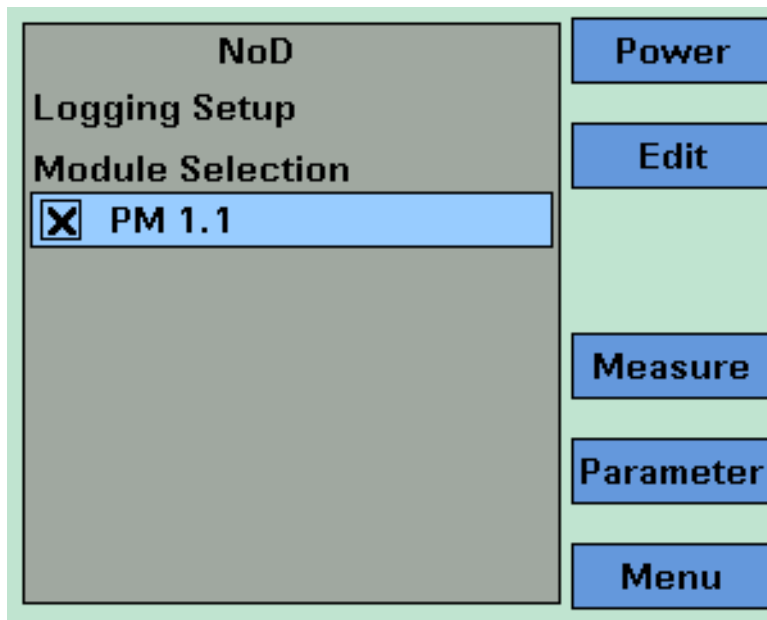 NoD
Logging Setup
Module Selection
PM 1.1
Power
Edit
Measure
Parameter
Menu